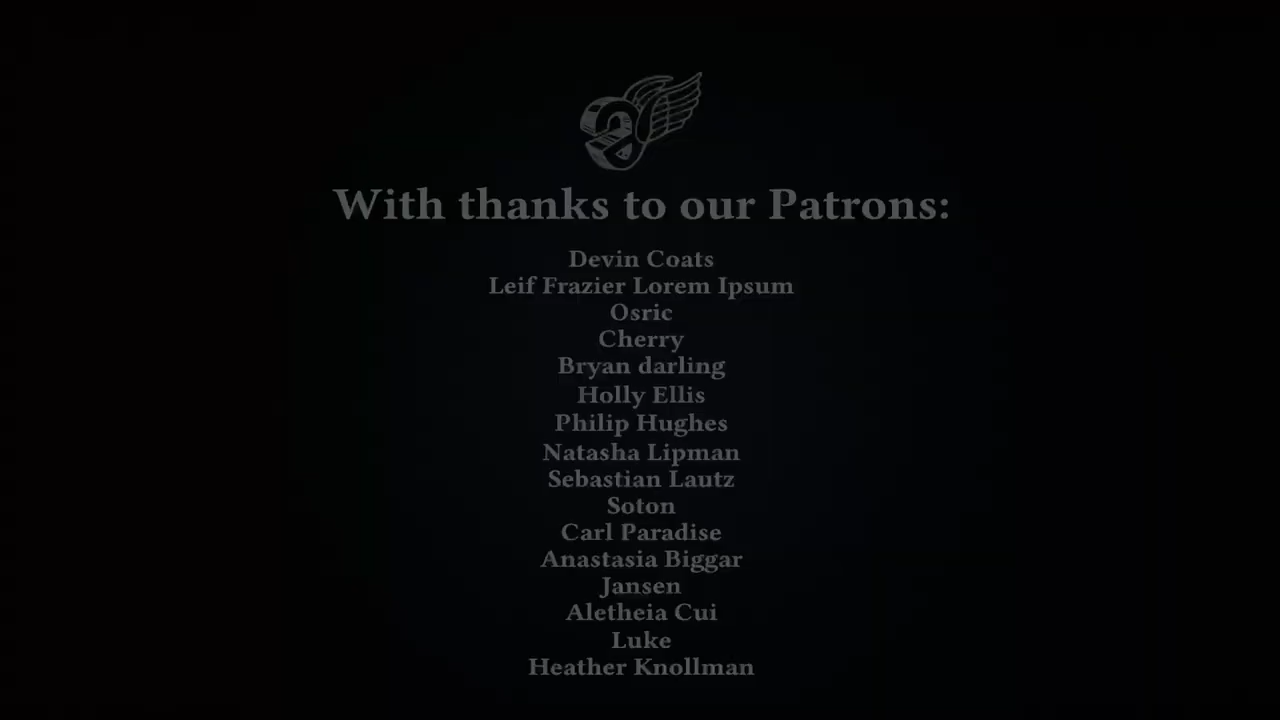 With thanks to our Patrons:
Devin Coats
Leif Frazier Lorem Ipsum
Osric
Cherry
Bryan darling
Holly Ellis
Philip Hughes
Natasha Lipman
Sebastian Lautz
Soton
Carl Paradise
Anastasia Biggar
Jansen
Aletheia Cui
Luke
Heather Knollman